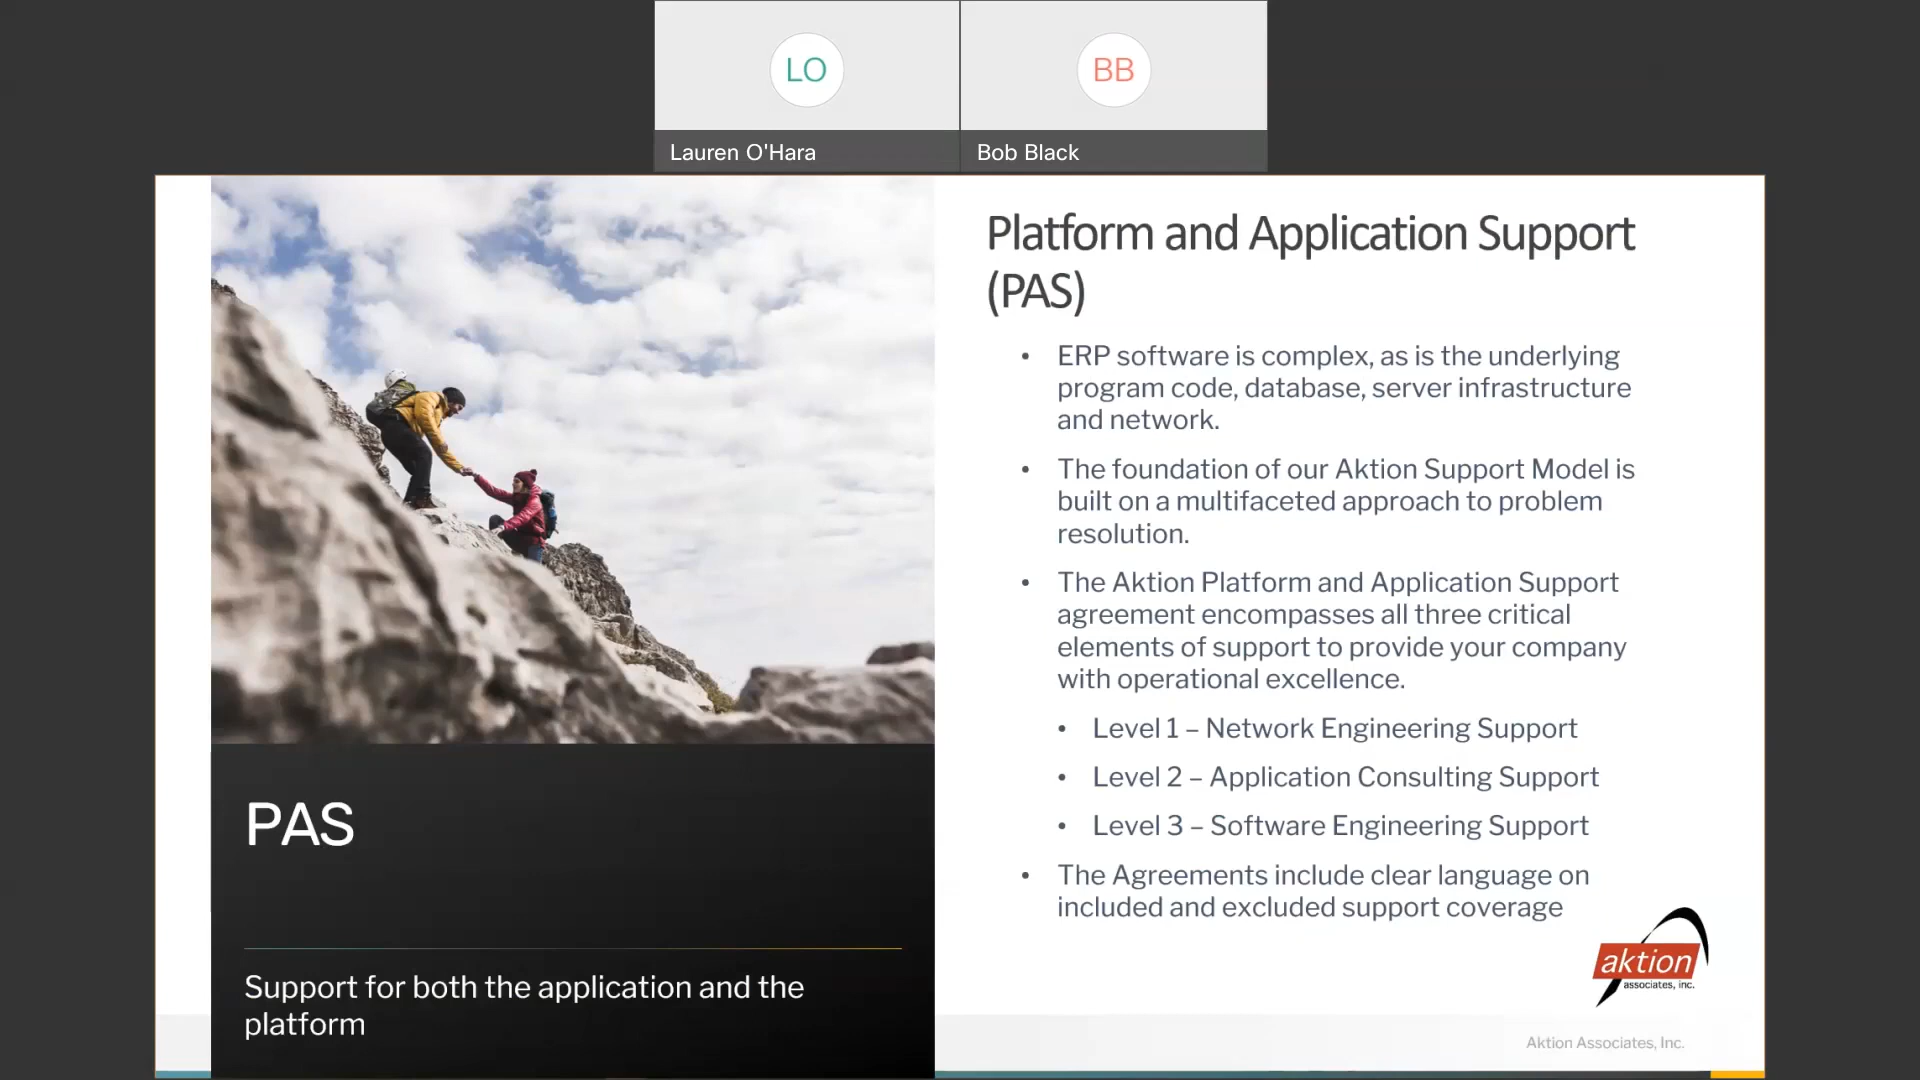 LO
BB
Lauren O'Hara
Bob Black
Platform and Application Support
(PAS)
• ERP software is complex, as is the underlying
program code, database, server infrastructure
and network.
• The foundation of our Aktion Support Model is
built on a multifaceted approach to problem
resolution.
• The Aktion Platform and Application Support
agreement encompasses all three critical
elements of support to provide your company
with operational excellence.
• Level 1 – Network Engineering Support
• Level 2 – Application Consulting Support
• Level 3 – Software Engineering Support
• The Agreements include clear language on
included and excluded support coverage
PAS
Support for both the application and the
platform
aktion
associates, inc.
Aktion Associates, Inc.